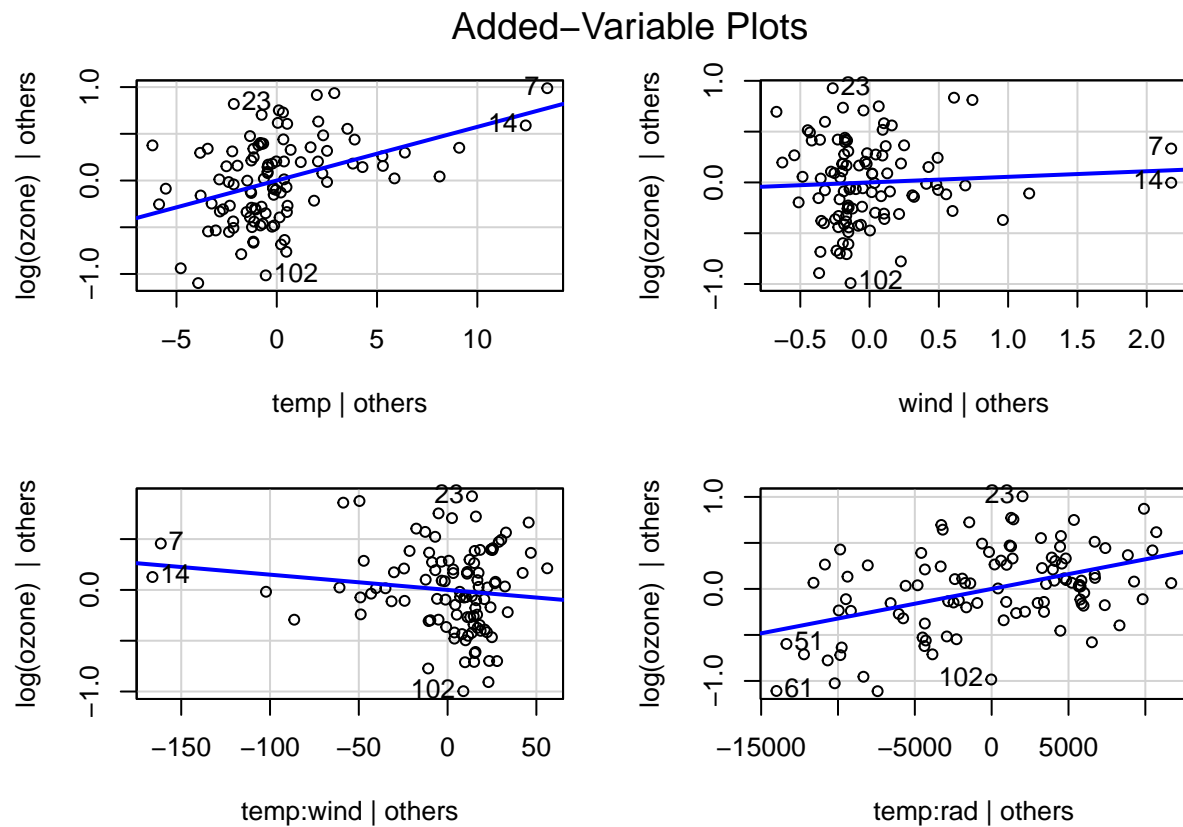 Added−Variable Plots
log(ozone) | others
1.0
0.0
−1.0
23
7
14
102
−5 0 5 10
temp | others
log(ozone) | others
1.0
0.0
−1.0
23
7
14
102
−0.5 0.0 0.5 1.0 1.5 2.0
wind | others
log(ozone) | others
0.0
−1.0
23
7
14
102
−150 −100 −50 0 50
temp:wind | others
log(ozone) | others
1.0
0.0
−1.0
23
51
61
102
−15000 −5000 0 5000
temp:rad | others